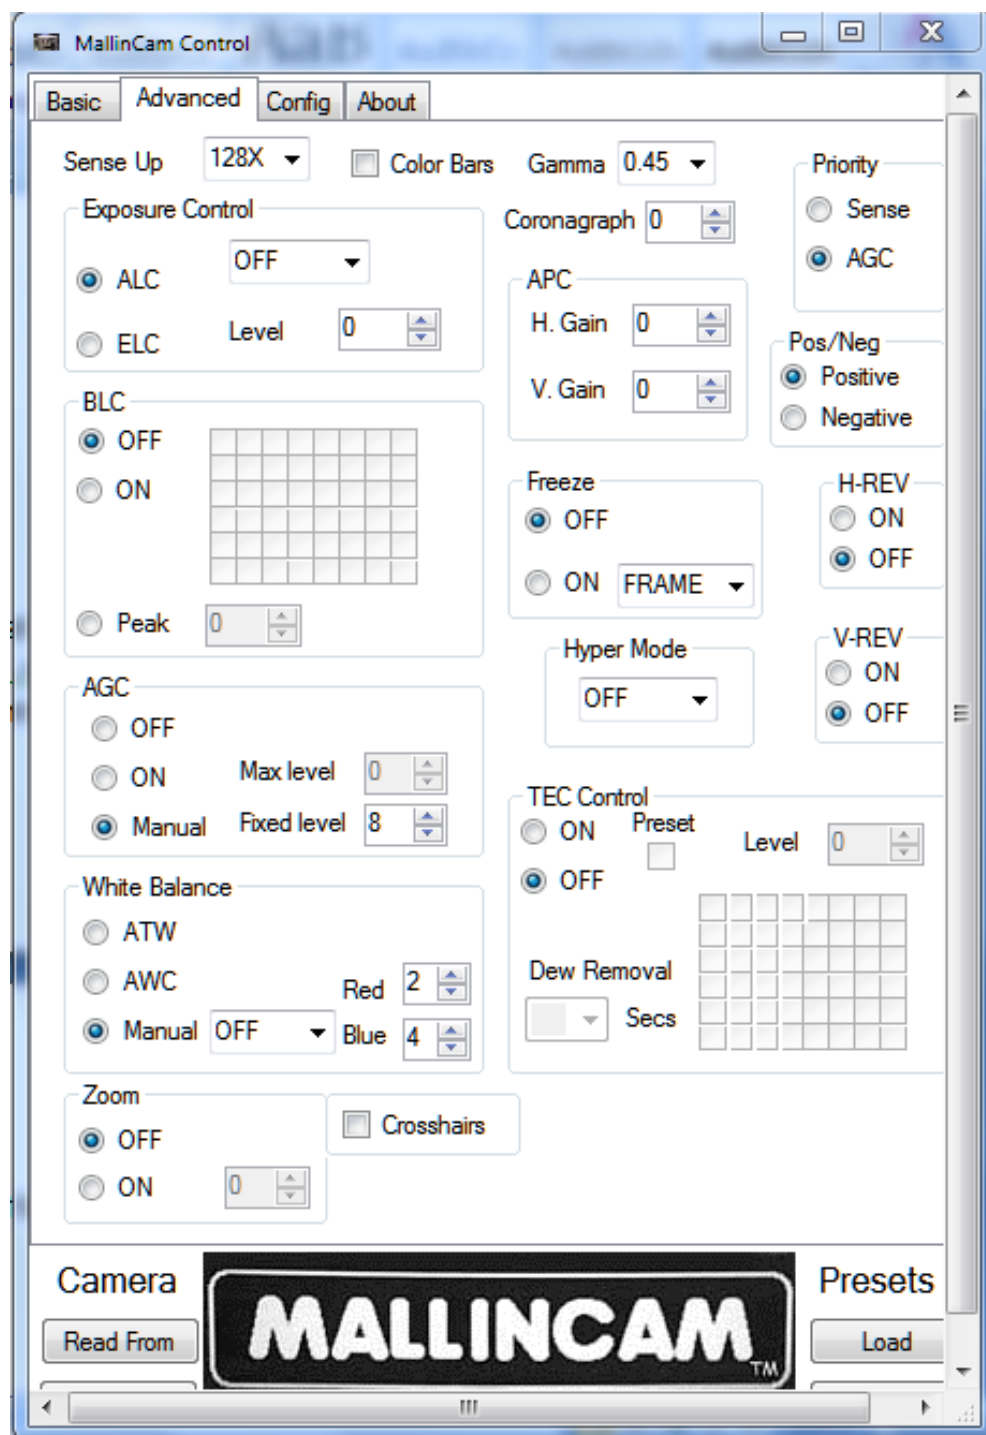 MallinCam Control
Basic Advanced Config About
Sense Up 128X Color Bars Gamma 0.45 Priority
Sense
AGC
Exposure Control
ALC OFF
ELC Level 0
Coronagraph 0
APC
H. Gain 0
V. Gain 0
Pos/Neg
Positive
Negative
BLC
OFF
ON
Peak 0
Freeze
OFF
ON FRAME
H-REV
ON
OFF
Hyper Mode
OFF
V-REV
ON
OFF
AGC
OFF
ON Max level 0
Manual Fixed level 8
TEC Control
ON Preset Level 0
OFF
Dew Removal
Secs
White Balance
ATW
AWC Red 2
Manual OFF Blue 4
Zoom
OFF
ON 0
Crosshairs
Camera
Read From
MALLINCAM TM
Presets
Load